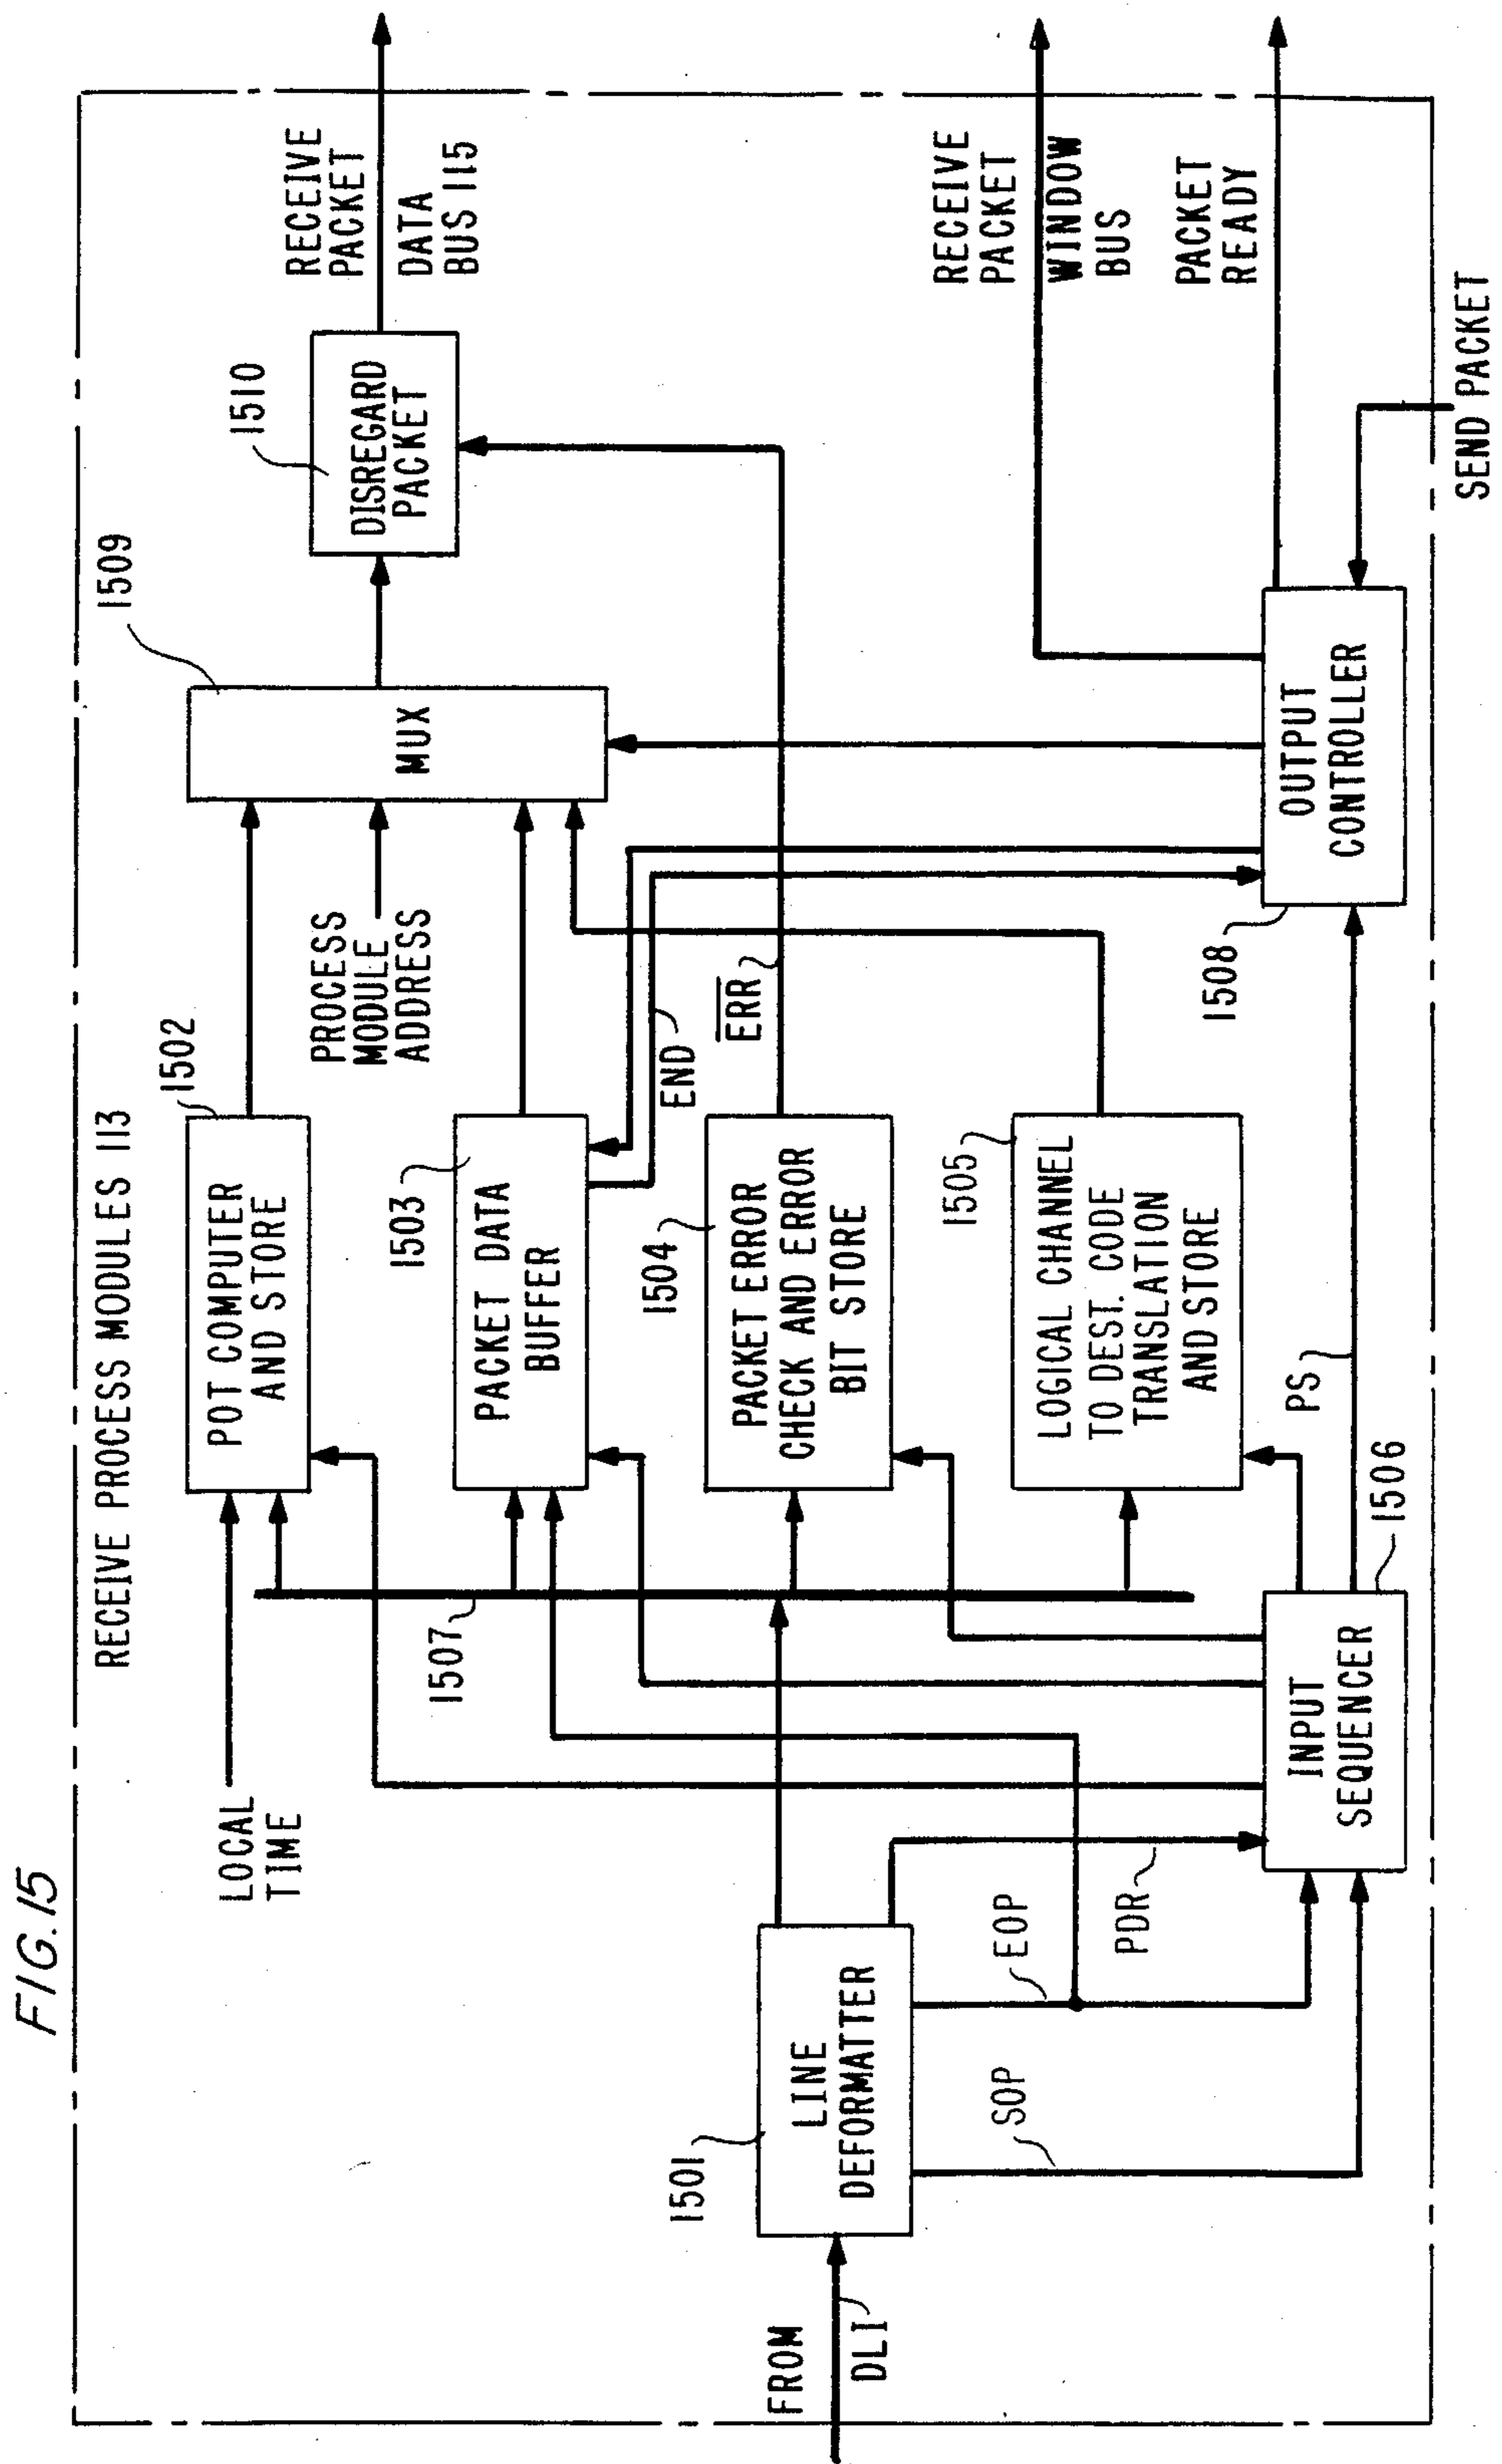 FIG. 15
RECEIVE PROCESS MODULES 113
LOCAL
TIME
1502
POT COMPUTER
AND STORE
PROCESS
MODULE
ADDRESS
1509
MUX
1510
DISREGARD
PACKET
RECEIVE
PACKET
DATA
BUS 115
1507
1503
PACKET DATA
BUFFER
END
ERR
1504
PACKET ERROR
CHECK AND ERROR
BIT STORE
1505
LOGICAL CHANNEL
TO DEST. CODE
TRANSLATION
AND STORE
FROM
DLI
1501
LINE
DEFORMATTER
SOP
EOP
PDR
INPUT
SEQUENCER
1506
PS
1508
OUTPUT
CONTROLLER
RECEIVE
PACKET
WINDOW
BUS
PACKET
READY
SEND PACKET